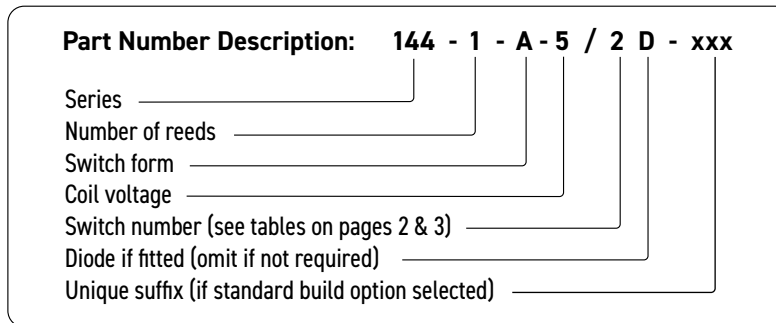 Part Number Description: 144 - 1 - A - 5 / 2 D - xxx
Series
Number of reeds
Switch form
Coil voltage
Switch number (see tables on pages 2 & 3)
Diode if fitted (omit if not required)
Unique suffix (if standard build option selected)